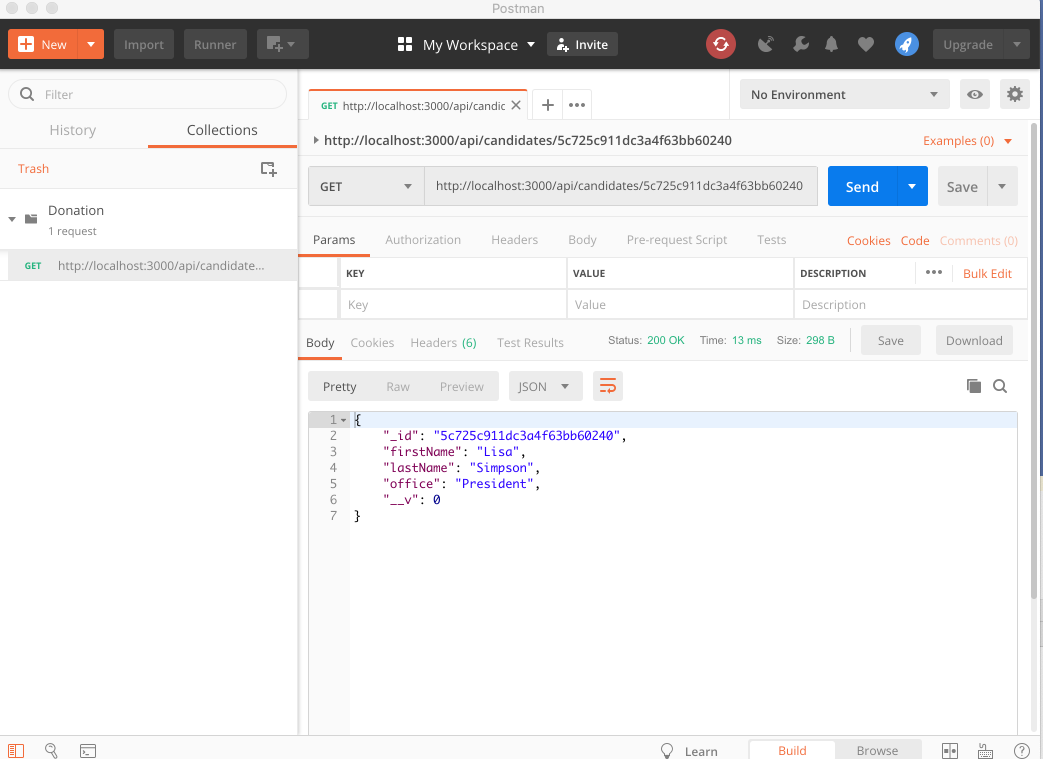 Postman
New
Import
Runner
My Workspace
Invite
Upgrade
Filter
History
Collections
Trash
Donation
1 request
GET http://localhost:3000/api/candidate...
GET http://localhost:3000/api/candic
No Environment
http://localhost:3000/api/candidates/5c725c911dc3a4f63bb60240
Examples (0)
GET
http://localhost:3000/api/candidates/5c725c911dc3a4f63bb60240
Send
Save
Params
Authorization
Headers
Body
Pre-request Script
Tests
Cookies
Code
Comments (0)
KEY
VALUE
DESCRIPTION
Bulk Edit
Key
Value
Description
Body
Cookies
Headers (6)
Test Results
Status: 200 OK
Time: 13 ms
Size: 298 B
Save
Download
Pretty
Raw
Preview
JSON
1 {
2 "_id": "5c725c911dc3a4f63bb60240",
3 "firstName": "Lisa",
4 "lastName": "Simpson",
5 "office": "President",
6 "__v": 0
7 }
Learn
Build
Browse